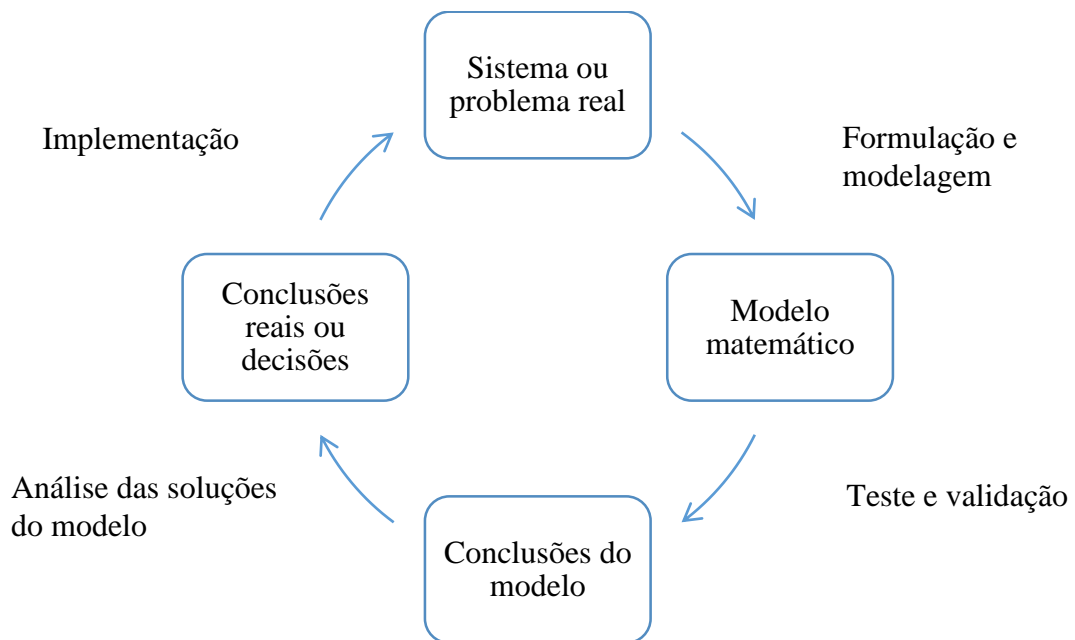 Sistema ou
problema real
Implementação
Formulação e
modelagem
Conclusões
reais ou
decisões
Modelo
matemático
Análise das soluções
do modelo
Teste e validação
Conclusões do
modelo